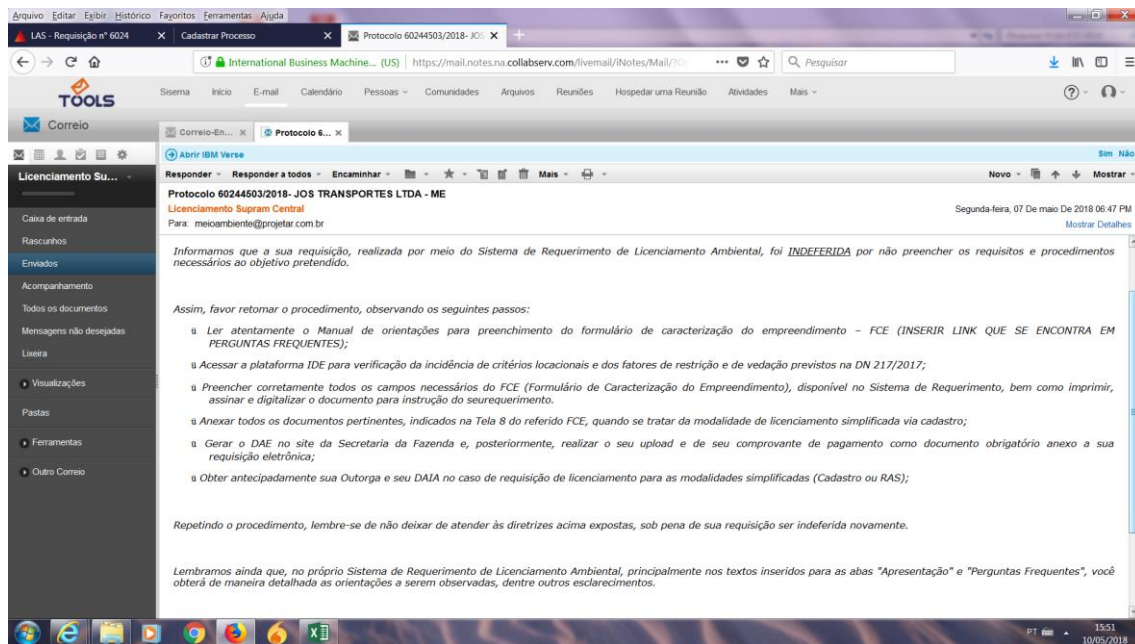 Arquivo Editar Exibir Histórico Favoritos Ferramentas Ajuda
LAS - Requisição nº 6024 X Cadastrar Processo X Protocolo 60244503/2018- JOS X +
International Business Machine... (US) https://mail.notes.na.collabserv.com/livemail/iNotes/Mail/?O ... Pesquisar
TOOLS
Sisema Início E-mail Calendário Pessoas Comunidades Arquivos Reuniões Hospedar uma Reunião Atividades Mais
Correio
Correio-En... X Protocolo 6... X
Abrir IBM Verse Sim Não
Licenciamento Su...
Responder Responder a todos Encaminhar Mais Novo Mostrar
Protocolo 60244503/2018- JOS TRANSPORTES LTDA - ME
Licenciamento Supram Central Segunda-feira, 07 De maio De 2018 06:47 PM
Para: meioambiente@projetar.com.br Mostrar Detalhes
Caixa de entrada
Rascunhos
Enviados
Acompanhamento
Todos os documentos
Mensagens não desejadas
Lixeira
Visualizações
Pastas
Ferramentas
Outro Correio
Informamos que a sua requisição, realizada por meio do Sistema de Requerimento de Licenciamento Ambiental, foi INDEFERIDA por não preencher os requisitos e procedimentos
necessários ao objetivo pretendido.
Assim, favor retomar o procedimento, observando os seguintes passos:
ü Ler atentamente o Manual de orientações para preenchimento do formulário de caracterização do empreendimento – FCE (INSERIR LINK QUE SE ENCONTRA EM
PERGUNTAS FREQUENTES);
ü Acessar a plataforma IDE para verificação da incidência de critérios locacionais e dos fatores de restrição e de vedação previstos na DN 217/2017;
ü Preencher corretamente todos os campos necessários do FCE (Formulário de Caracterização do Empreendimento), disponível no Sistema de Requerimento, bem como imprimir,
assinar e digitalizar o documento para instrução do seurequerimento.
ü Anexar todos os documentos pertinentes, indicados na Tela 8 do referido FCE, quando se tratar da modalidade de licenciamento simplificada via cadastro;
ü Gerar o DAE no site da Secretaria da Fazenda e, posteriormente, realizar o seu upload e de seu comprovante de pagamento como documento obrigatório anexo a sua
requisição eletrônica;
ü Obter antecipadamente sua Outorga e seu DAIA no caso de requisição de licenciamento para as modalidades simplificadas (Cadastro ou RAS);
Repetindo o procedimento, lembre-se de não deixar de atender às diretrizes acima expostas, sob pena de sua requisição ser indeferida novamente.
Lembramos ainda que, no próprio Sistema de Requerimento de Licenciamento Ambiental, principalmente nos textos inseridos para as abas "Apresentação" e "Perguntas Frequentes", você
obterá de maneira detalhada as orientações a serem observadas, dentre outros esclarecimentos.
PT 15:51
10/05/2018